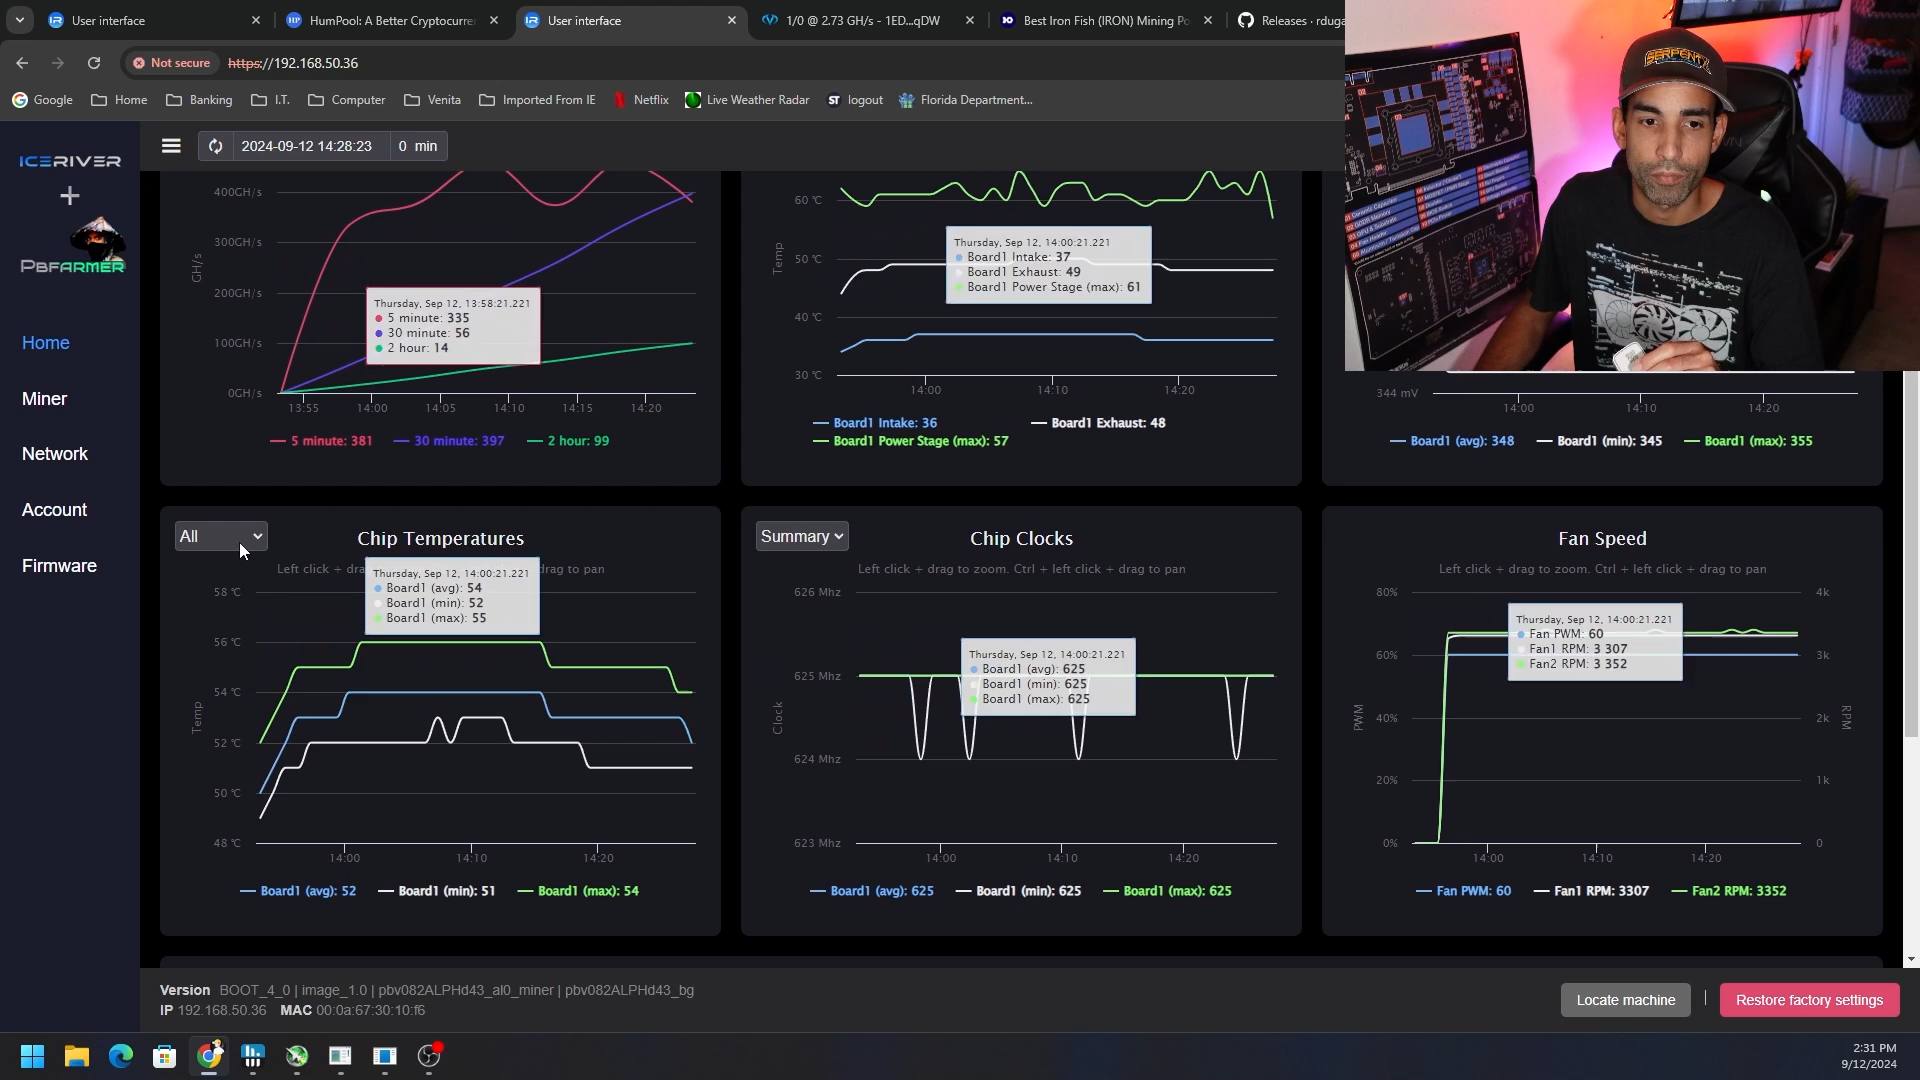 User interface
HumPool: A Better Cryptocurre
User interface
1/0 @ 2.73 GH/s - 1ED...qDW
Best Iron Fish (IRON) Mining Po
Releases · rduga
Not secure
https://192.168.50.36
Google
Home
Banking
I.T.
Computer
Venita
Imported From IE
Netflix
Live Weather Radar
ST logout
Florida Department...
ICERIVER
+
PBFARMER
Home
Miner
Network
Account
Firmware
2024-09-12 14:28:23
0 min
SERPENT
400GH/s
300GH/s
200GH/s
100GH/s
0GH/s
GH/s
Thursday, Sep 12, 13:58:21.221
5 minute: 335
30 minute: 56
2 hour: 14
13:55
14:00
14:05
14:10
14:15
14:20
5 minute: 381
30 minute: 397
2 hour: 99
60 °C
50 °C
40 °C
30 °C
Temp
Thursday, Sep 12, 14:00:21.221
Board1 Intake: 37
Board1 Exhaust: 49
Board1 Power Stage (max): 61
14:00
14:10
14:20
Board1 Intake: 36
Board1 Exhaust: 48
Board1 Power Stage (max): 57
344 mV
14:00
14:10
14:20
Board1 (avg): 348
Board1 (min): 345
Board1 (max): 355
All
Chip Temperatures
Left click + dra
drag to pan
Thursday, Sep 12, 14:00:21.221
Board1 (avg): 54
Board1 (min): 52
Board1 (max): 55
58 °C
56 °C
54 °C
52 °C
50 °C
48 °C
Temp
14:00
14:10
14:20
Board1 (avg): 52
Board1 (min): 51
Board1 (max): 54
Summary
Chip Clocks
Left click + drag to zoom. Ctrl + left click + drag to pan
626 Mhz
625 Mhz
624 Mhz
623 Mhz
Clock
Thursday, Sep 12, 14:00:21.221
Board1 (avg): 625
Board1 (min): 625
Board1 (max): 625
14:00
14:10
14:20
Board1 (avg): 625
Board1 (min): 625
Board1 (max): 625
Fan Speed
Left click + drag to zoom. Ctrl + left click + drag to pan
80%
60%
40%
20%
0%
PWM
4k
3k
2k
1k
0
RPM
Thursday, Sep 12, 14:00:21.221
Fan PWM: 60
Fan1 RPM: 3 307
Fan2 RPM: 3 352
14:00
14:10
14:20
Fan PWM: 60
Fan1 RPM: 3307
Fan2 RPM: 3352
Version BOOT_4_0 | image_1.0 | pbv082ALPHd43_al0_miner | pbv082ALPHd43_bg
IP 192.168.50.36 MAC 00:0a:67:30:10:f6
Locate machine
Restore factory settings
2:31 PM
9/12/2024